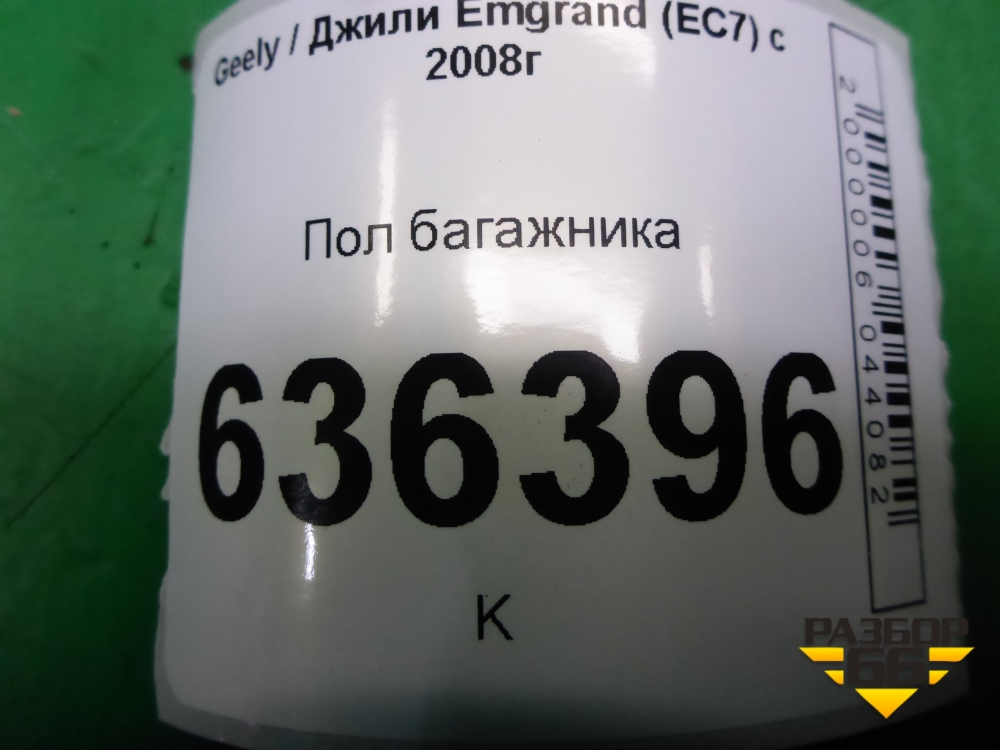 Geely / Джили Emgrand (EC7) с
2008г
Пол багажника
636396
К
2000006044082
РАЗБОР
66